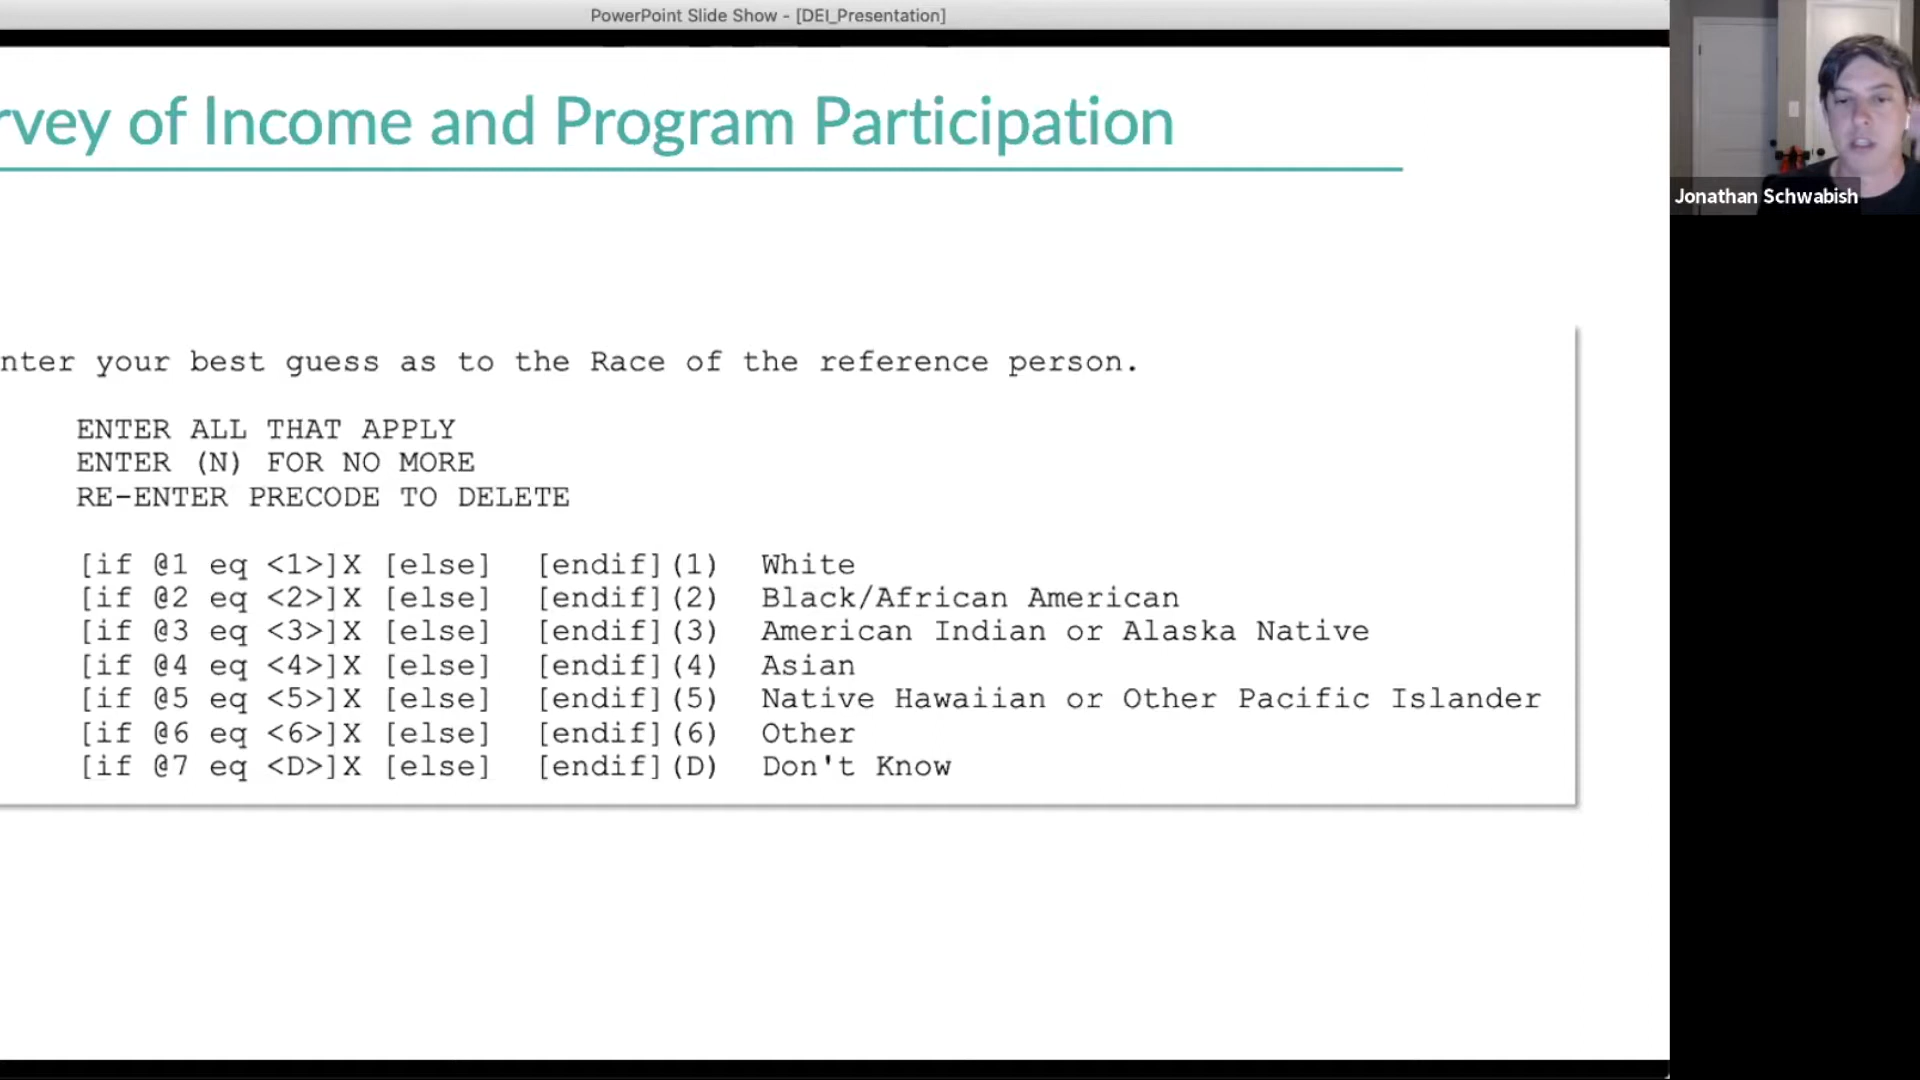 PowerPoint Slide Show - [DEI_Presentation]
rvey of Income and Program Participation
Jonathan Schwabish
nter your best guess as to the Race of the reference person.
ENTER ALL THAT APPLY
ENTER (N) FOR NO MORE
RE-ENTER PRECODE TO DELETE
[if @1 eq <1>]X [else] [endif](1) White
[if @2 eq <2>]X [else] [endif](2) Black/African American
[if @3 eq <3>]X [else] [endif](3) American Indian or Alaska Native
[if @4 eq <4>]X [else] [endif](4) Asian
[if @5 eq <5>]X [else] [endif](5) Native Hawaiian or Other Pacific Islander
[if @6 eq <6>]X [else] [endif](6) Other
[if @7 eq <D>]X [else] [endif](D) Don't Know